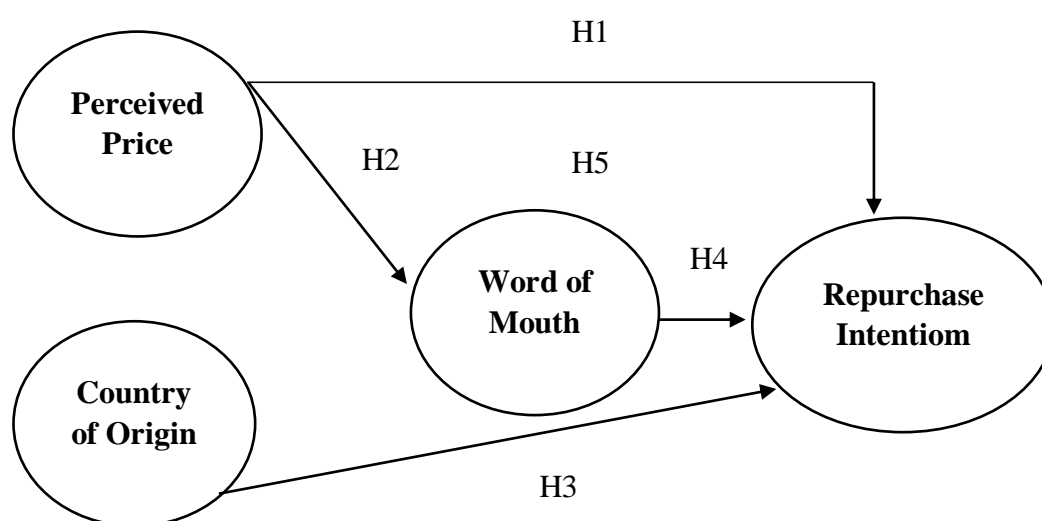 H1
Perceived
Price
H2
H5
Word of
Mouth
H4
Repurchase
Intentiom
Country
of Origin
H3